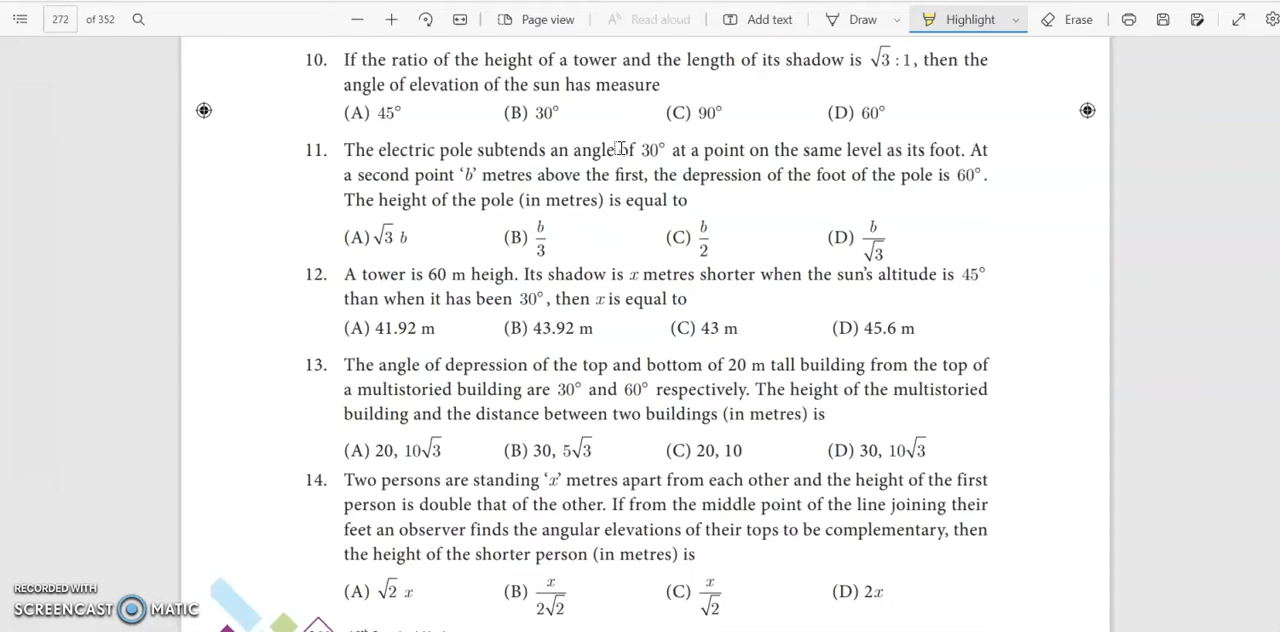 272 of 352 Page view Read aloud Add text Draw Highlight Erase
10. If the ratio of the height of a tower and the length of its shadow is √3 : 1, then the
angle of elevation of the sun has measure
(A) 45° (B) 30° (C) 90° (D) 60°
11. The electric pole subtends an angle of 30° at a point on the same level as its foot. At
a second point ‘b’ metres above the first, the depression of the foot of the pole is 60°.
The height of the pole (in metres) is equal to
(A) √3 b (B) b/3 (C) b/2 (D) b/√3
12. A tower is 60 m heigh. Its shadow is x metres shorter when the sun’s altitude is 45°
than when it has been 30°, then x is equal to
(A) 41.92 m (B) 43.92 m (C) 43 m (D) 45.6 m
13. The angle of depression of the top and bottom of 20 m tall building from the top of
a multistoried building are 30° and 60° respectively. The height of the multistoried
building and the distance between two buildings (in metres) is
(A) 20, 10√3 (B) 30, 5√3 (C) 20, 10 (D) 30, 10√3
14. Two persons are standing ‘x’ metres apart from each other and the height of the first
person is double that of the other. If from the middle point of the line joining their
feet an observer finds the angular elevations of their tops to be complementary, then
the height of the shorter person (in metres) is
(A) √2 x (B) x/2√2 (C) x/√2 (D) 2x
RECORDED WITH
SCREENCAST MATIC